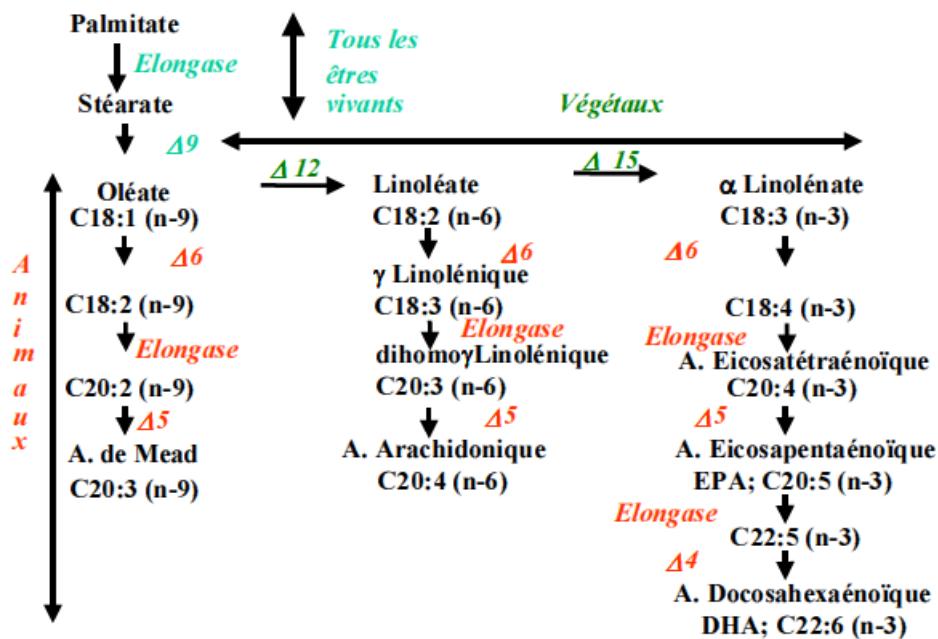 Palmitate
Elongase
Tous les
êtres
vivants
Stéarate
Végétaux
Δ9
Δ 12
Δ 15
Oléate
C18:1 (n-9)
Linoléate
C18:2 (n-6)
α Linolénate
C18:3 (n-3)
Animaux
Δ6
Δ6
Δ6
γ Linolénique
C18:2 (n-9)
C18:3 (n-6)
C18:4 (n-3)
Elongase
Elongase
Elongase
dihomoγLinolénique
A. Eicosatétraénoïque
C20:2 (n-9)
C20:3 (n-6)
C20:4 (n-3)
Δ5
Δ5
Δ5
A. de Mead
A. Arachidonique
A. Eicosapentaénoïque
C20:3 (n-9)
C20:4 (n-6)
EPA; C20:5 (n-3)
Elongase
C22:5 (n-3)
Δ4
A. Docosahexaénoïque
DHA; C22:6 (n-3)